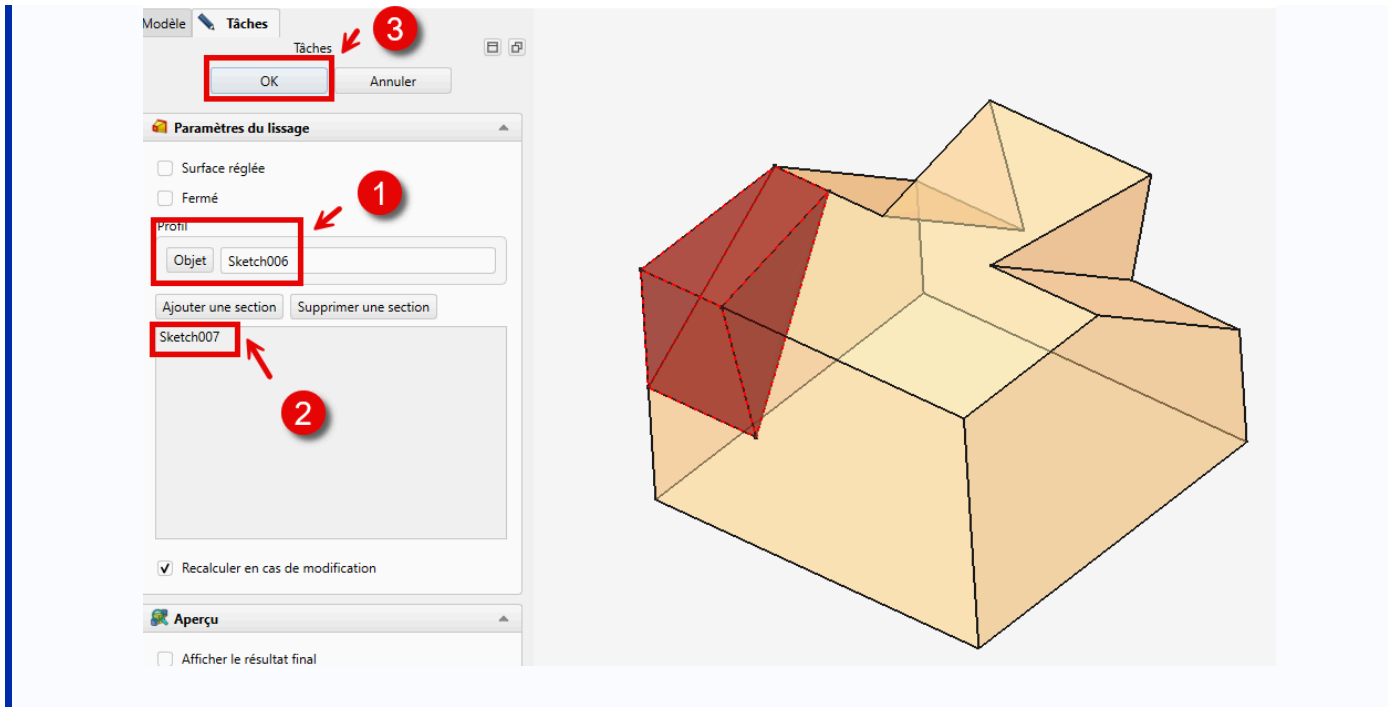 Modèle Tâches
3
Tâches
OK Annuler
Paramètres du lissage
Surface réglée
Fermé
1
Profil
Objet Sketch006
Ajouter une section Supprimer une section
Sketch007
2
Recalculer en cas de modification
Aperçu
Afficher le résultat final